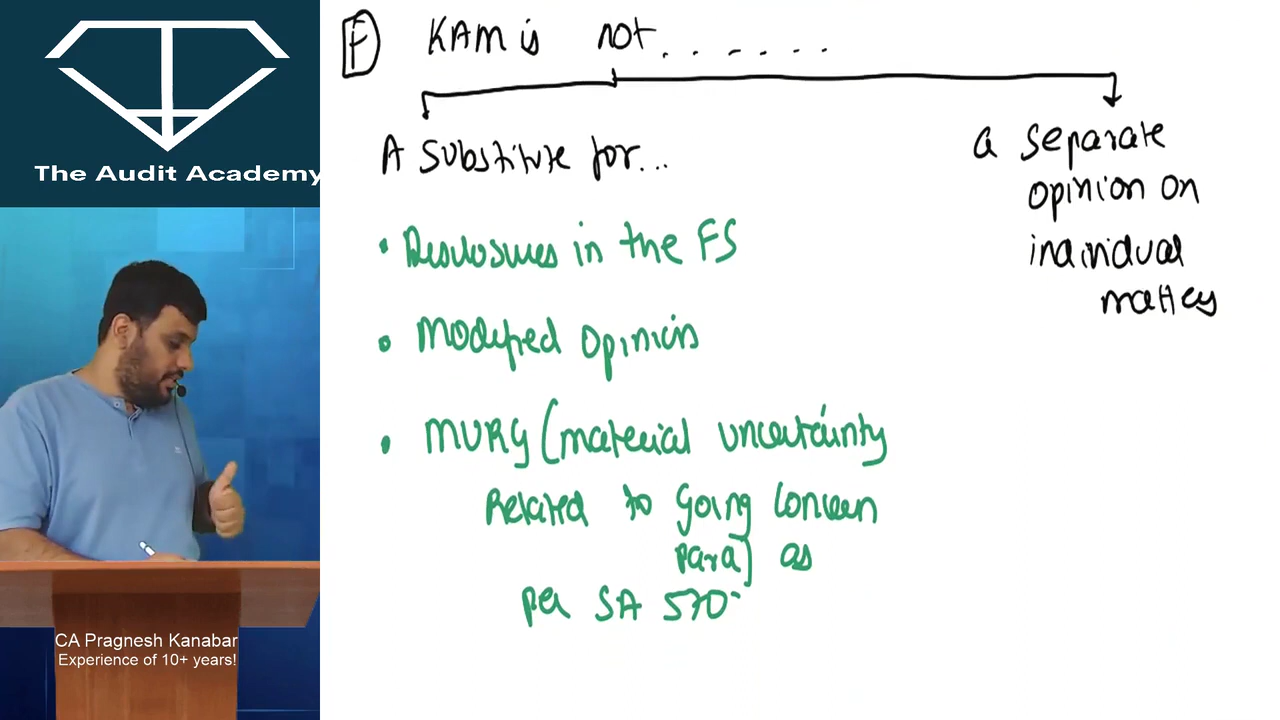 The Audit Academy
F KAM is not.......
A Substitute for...
a separate
opinion on
individual
matters
• Disclosures in the FS
• Modified Opinion
• MURG (material uncertainty
Related to Going Concern
para) as
per SA 570
CA Pragnesh Kanabar
Experience of 10+ years!